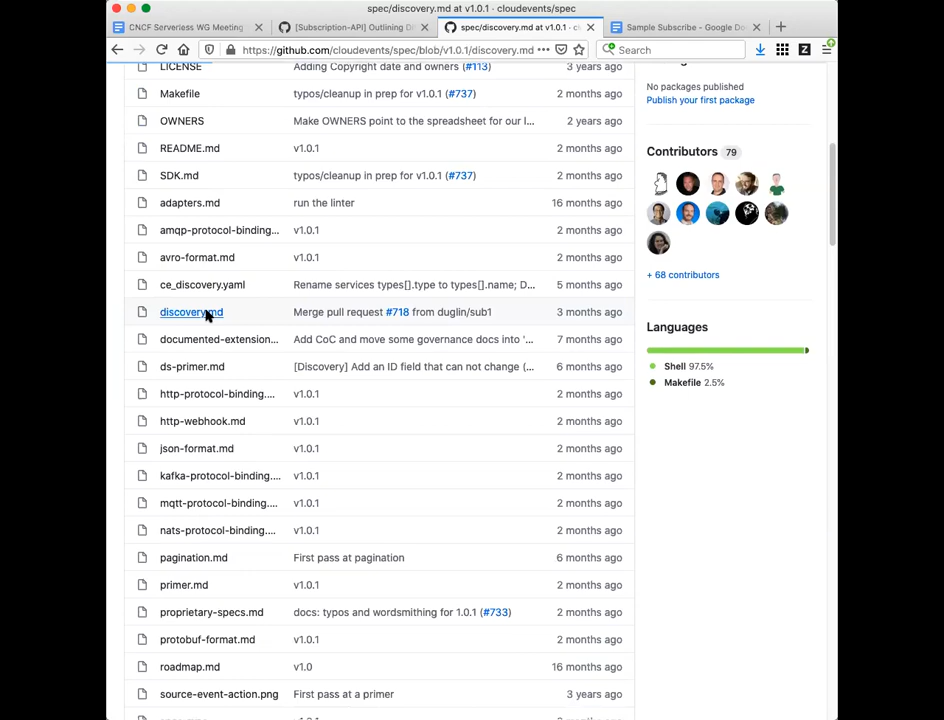 spec/discovery.md at v1.0.1 · cloudevents/spec
CNCF Serverless WG Meeting
[Subscription-API] Outlining D
spec/discovery.md at v1.0.1 · c
Sample Subscribe - Google Do
https://github.com/cloudevents/spec/blob/v1.0.1/discovery.md
Search
LICENSE Adding Copyright date and owners (#113) 3 years ago
Makefile typos/cleanup in prep for v1.0.1 (#737) 2 months ago
OWNERS Make OWNERS point to the spreadsheet for our l... 2 years ago
README.md v1.0.1 2 months ago
SDK.md typos/cleanup in prep for v1.0.1 (#737) 2 months ago
adapters.md run the linter 16 months ago
amqp-protocol-binding... v1.0.1 2 months ago
avro-format.md v1.0.1 2 months ago
ce_discovery.yaml Rename services types[].type to types[].name; D... 5 months ago
discovery.md Merge pull request #718 from duglin/sub1 3 months ago
documented-extension... Add CoC and move some governance docs into '... 7 months ago
ds-primer.md [Discovery] Add an ID field that can not change (... 6 months ago
http-protocol-binding.... v1.0.1 2 months ago
http-webhook.md v1.0.1 2 months ago
json-format.md v1.0.1 2 months ago
kafka-protocol-binding.... v1.0.1 2 months ago
mqtt-protocol-binding.... v1.0.1 2 months ago
nats-protocol-binding.... v1.0.1 2 months ago
pagination.md First pass at pagination 6 months ago
primer.md v1.0.1 2 months ago
proprietary-specs.md docs: typos and wordsmithing for 1.0.1 (#733) 2 months ago
protobuf-format.md v1.0.1 2 months ago
roadmap.md v1.0 16 months ago
source-event-action.png First pass at a primer 3 years ago
No packages published
Publish your first package
Contributors 79
+ 68 contributors
Languages
Shell 97.5%
Makefile 2.5%